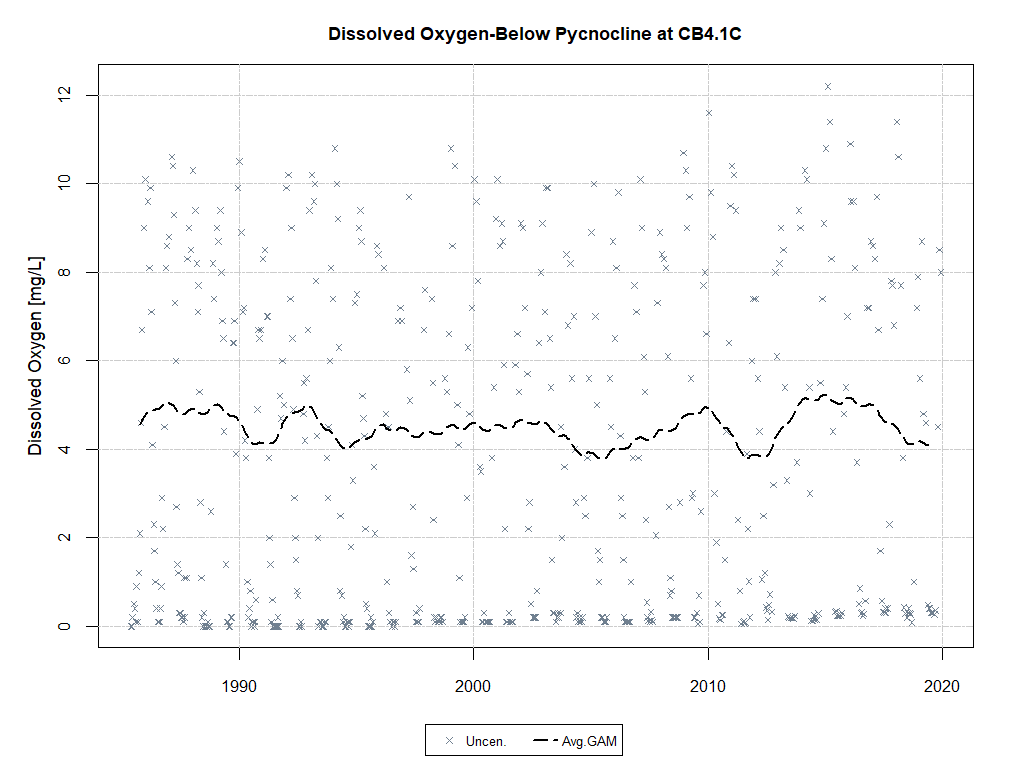 Dissolved Oxygen-Below Pycnocline at CB4.1C
Dissolved Oxygen [mg/L]
12
10
8
6
4
2
0
1990
2000
2010
2020
Uncen.
Avg.GAM